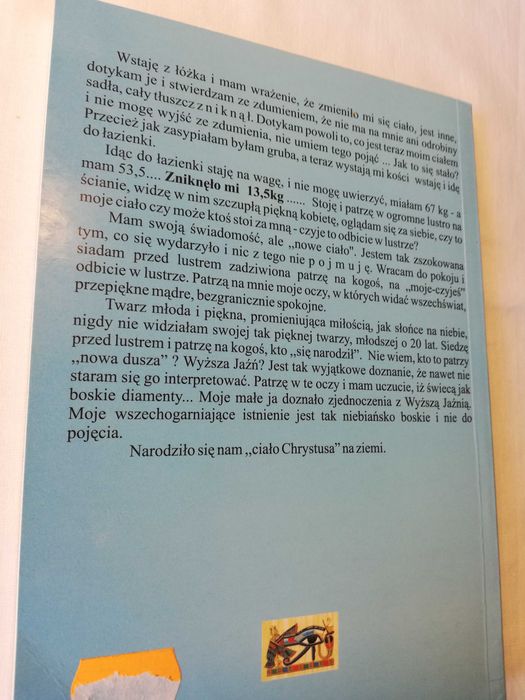 Wstaję z łóżka i mam wrażenie, że zmieniło mi się ciało, jest inne,
dotykam je i stwierdzam ze zdumieniem, że nie ma na mnie ani odrobiny
sadła, cały tłuszcz z n i k n ą ł. Dotykam powoli to, co jest teraz moim ciałem
i nie mogę wyjść ze zdumienia, nie umiem tego pojąć ... Jak to się stało?
Przecież jak zasypiałam byłam gruba, a teraz wystają mi kości wstaję i idę
do łazienki.
Idąc do łazienki staję na wagę, i nie mogę uwierzyć, miałam 67 kg - a
mam 53,5.... Zniknęło mi 13,5kg ...... Stoję i patrzę w ogromne lustro na
ścianie, widzę w nim szczupłą piękną kobietę, oglądam się za siebie, czy to
moje ciało czy może ktoś stoi za mną - czyje to odbicie w lustrze?
Mam swoją świadomość, ale ,,nowe ciało". Jestem tak zszokowana
tym, co się wydarzyło i nic z tego nie p o j m u j ę. Wracam do pokoju i
siadam przed lustrem zadziwiona patrzę na kogoś, na ,,moje-czyjeś"
odbicie w lustrze. Patrzą na mnie moje oczy, w których widać wszechświat,
przepiękne mądre, bezgranicznie spokojne.
Twarz młoda i piękna, promieniująca miłością, jak słońce na niebie,
nigdy nie widziałam swojej tak pięknej twarzy, młodszej o 20 lat. Siedzę
przed lustrem i patrzę na kogoś, kto ,,się narodził". Nie wiem, kto to patrzy
,,nowa dusza" ? Wyższa Jaźń? Jest tak wyjątkowe doznanie, że nawet nie
staram się go interpretować. Patrzę w te oczy i mam uczucie, iż świecą jak
boskie diamenty... Moje małe ja doznało zjednoczenia z Wyższą Jaźnią.
Moje wszechogarniające istnienie jest tak niebiańsko boskie i nie do
pojęcia.
Narodziło się nam ,,ciało Chrystusa" na ziemi.